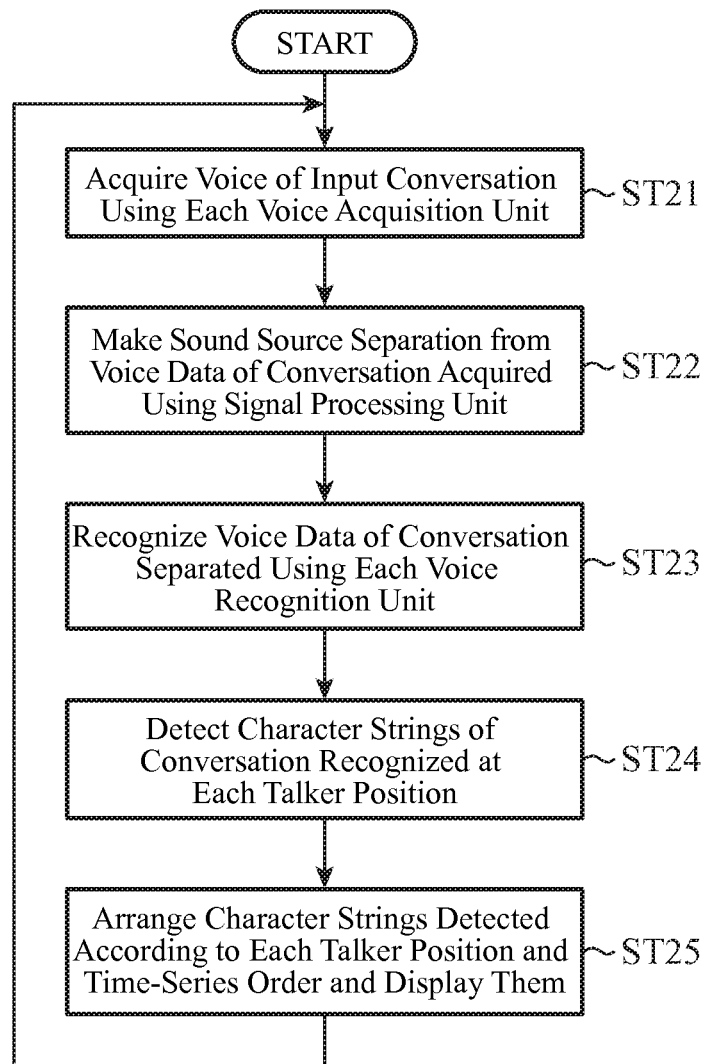 START
Acquire Voice of Input Conversation
Using Each Voice Acquisition Unit
ST21
Make Sound Source Separation from
Voice Data of Conversation Acquired
Using Signal Processing Unit
ST22
Recognize Voice Data of Conversation
Separated Using Each Voice
Recognition Unit
ST23
Detect Character Strings of
Conversation Recognized at
Each Talker Position
ST24
Arrange Character Strings Detected
According to Each Talker Position and
Time-Series Order and Display Them
ST25